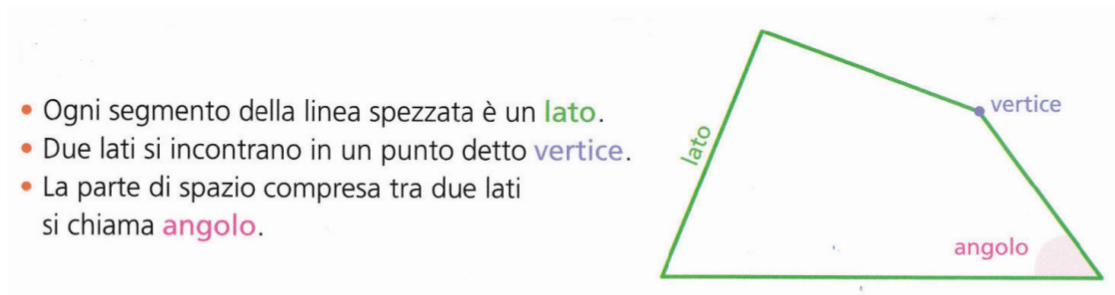 • Ogni segmento della linea spezzata è un lato.
• Due lati si incontrano in un punto detto vertice.
• La parte di spazio compresa tra due lati
si chiama angolo.
lato
vertice
angolo